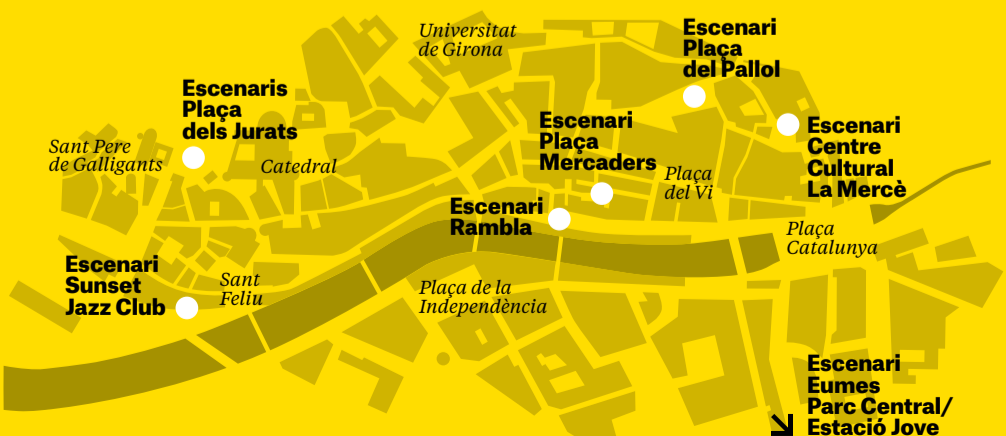 Universitat
de Girona
Escenari
Plaça
del Pallol
Escenaris
Plaça
dels Jurats
Escenari
Plaça
Mercaders
Escenari
Centre
Cultural
La Mercè
Sant Pere
de Galligants
Catedral
Plaça
del Vi
Escenari
Rambla
Plaça
Catalunya
Escenari
Sunset
Jazz Club
Sant
Feliu
Plaça de la
Independència
Escenari
Eumes
Parc Central/
Estació Jove